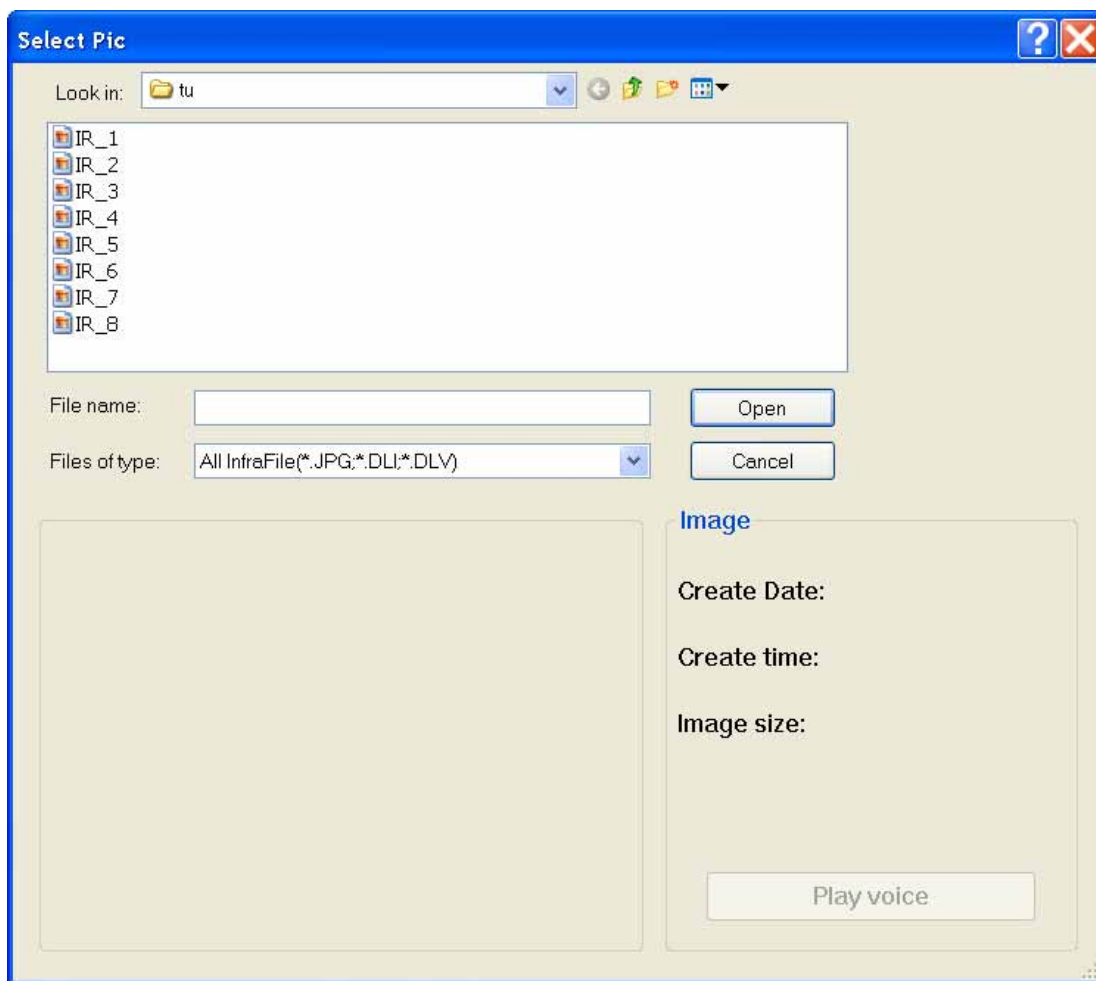 Select Pic
Look in: tu
IR_1
IR_2
IR_3
IR_4
IR_5
IR_6
IR_7
IR_8
File name: Open
Files of type: All InfraFile(*.JPG;*.DLI;*.DLV) Cancel
Image
Create Date:
Create time:
Image size:
Play voice